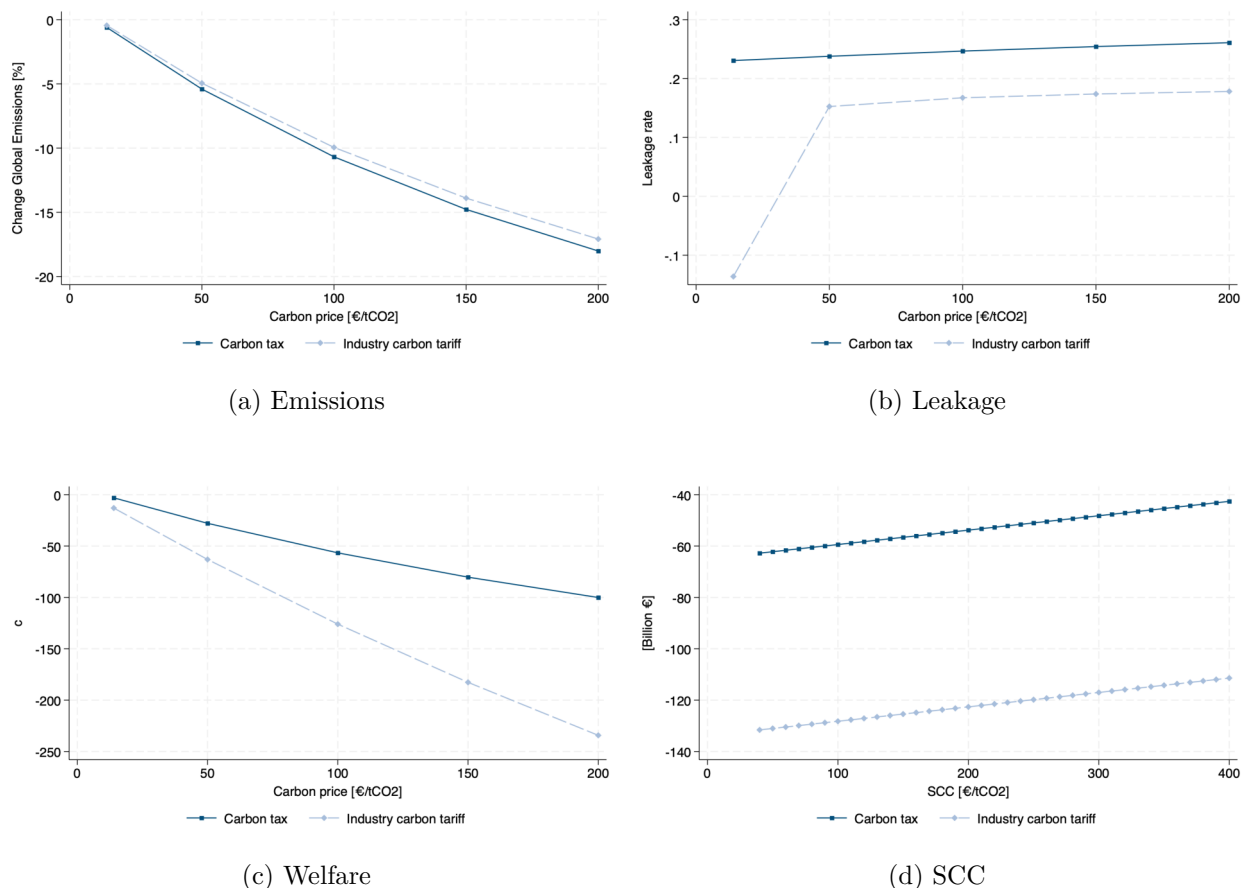 Change Global Emissions [%]
0
-5
-10
-15
-20
0 50 100 150 200
Carbon price [€/tCO2]
Carbon tax Industry carbon tariff
(a) Emissions
Leakage rate
.3
.2
.1
0
-.1
0 50 100 150 200
Carbon price [€/tCO2]
Carbon tax Industry carbon tariff
(b) Leakage
c
0
-50
-100
-150
-200
-250
0 50 100 150 200
Carbon price [€/tCO2]
Carbon tax Industry carbon tariff
(c) Welfare
[Billion €]
-40
-60
-80
-100
-120
-140
0 100 200 300 400
SCC [€/tCO2]
Carbon tax Industry carbon tariff
(d) SCC